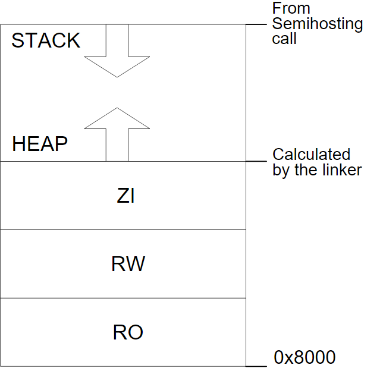 From
Semihosting
call
STACK
HEAP
Calculated
by the linker
ZI
RW
RO
0x8000